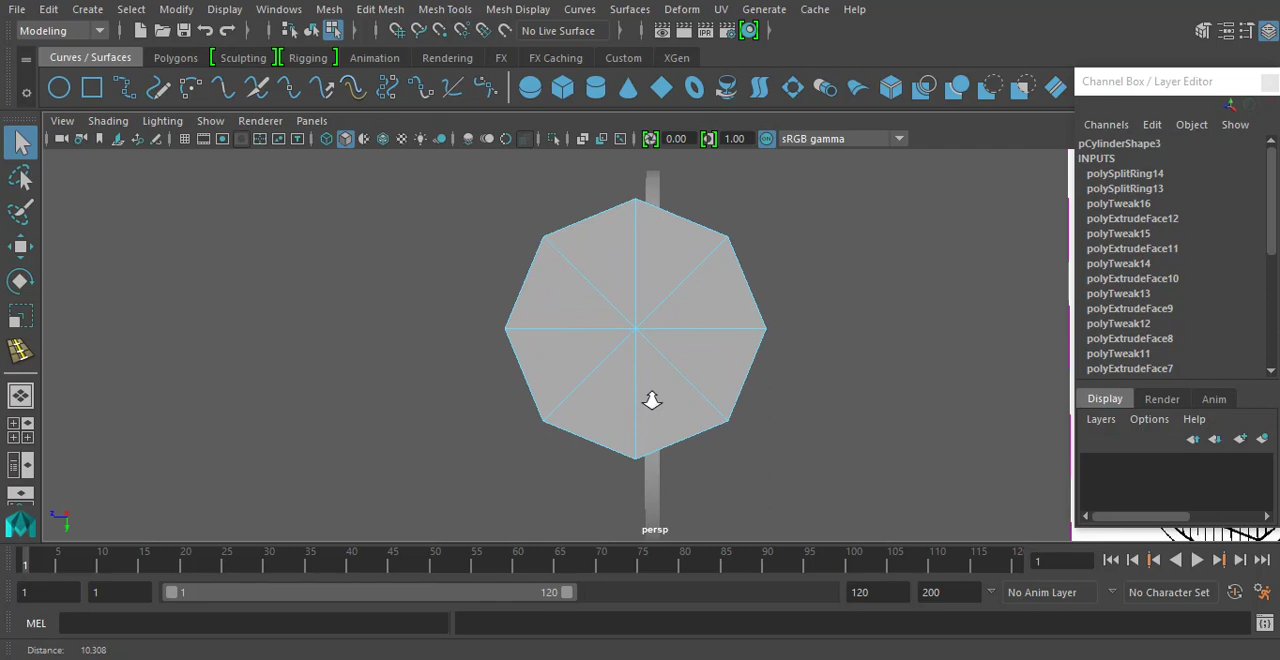 File Edit Create Select Modify Display Windows Mesh Edit Mesh Mesh Tools Mesh Display Curves Surfaces Deform UV Generate Cache Help
Modeling No Live Surface
Curves / Surfaces Polygons Sculpting Rigging Animation Rendering FX FX Caching Custom XGen
Channel Box / Layer Editor
View Shading Lighting Show Renderer Panels
Channels Edit Object Show
0.00 1.00 sRGB gamma
pCylinderShape3
INPUTS
polySplitRing14
polySplitRing13
polyTweak16
polyExtrudeFace12
polyTweak15
polyExtrudeFace11
polyTweak14
polyExtrudeFace10
polyTweak13
polyExtrudeFace9
polyTweak12
polyExtrudeFace8
polyTweak11
polyExtrudeFace7
Display Render Anim
Layers Options Help
persp
5 10 15 20 25 30 35 40 45 50 55 60 65 70 75 80 85 90 95 100 105 110 115 12
1 1
1 1 1 120 120 200 No Anim Layer No Character Set
MEL
Distance: 10.308